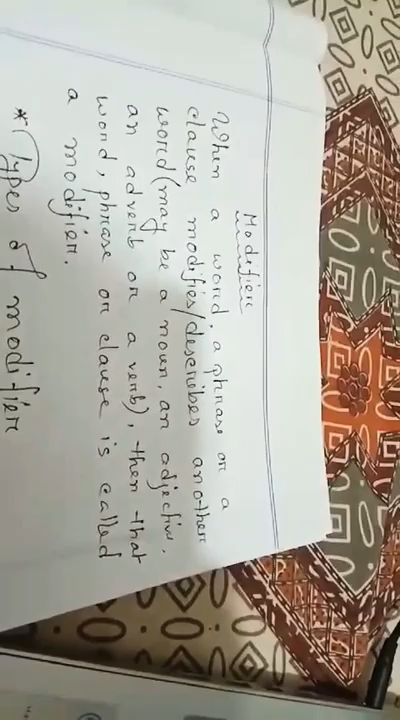 Modifier
When a word, a phrase or a
clause modifies/describes another
word (may be a noun, an adjective,
an adverb or a verb), then that
word, phrase or clause is called
a modifier.
* Types of modifier